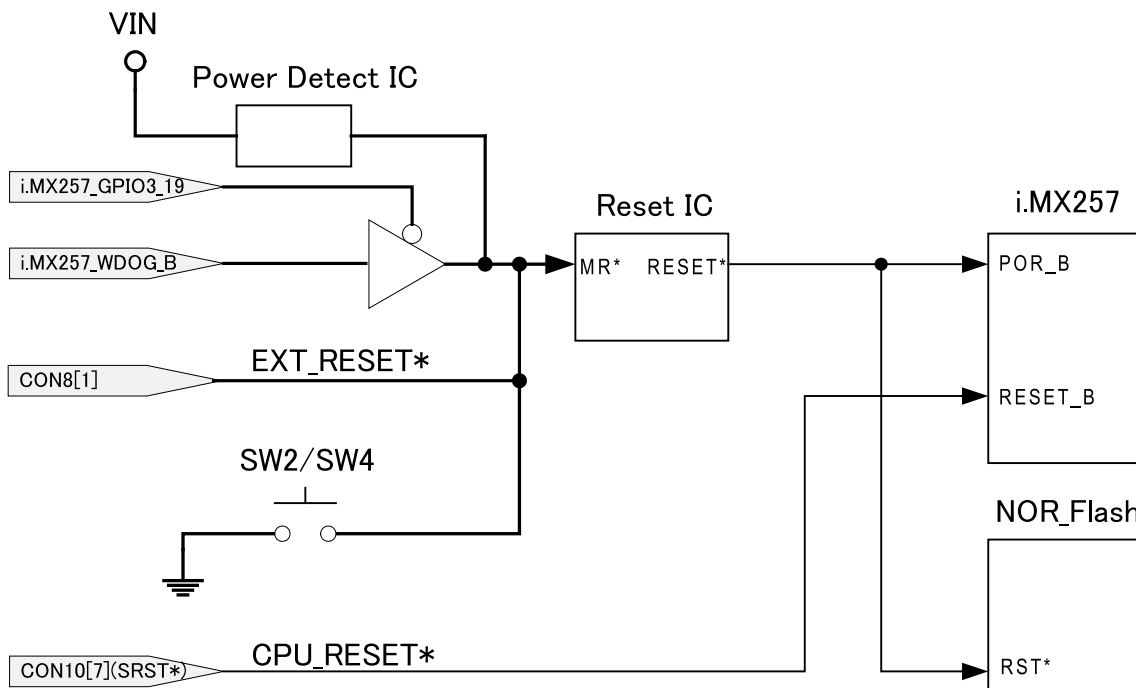 VIN
Power Detect IC
i.MX257_GPIO3_19
Reset IC
i.MX257
i.MX257_WDOG_B
MR* RESET*
POR_B
EXT_RESET*
CON8[1]
RESET_B
SW2/SW4
NOR_Flash
CPU_RESET*
CON10[7](SRST*)
RST*